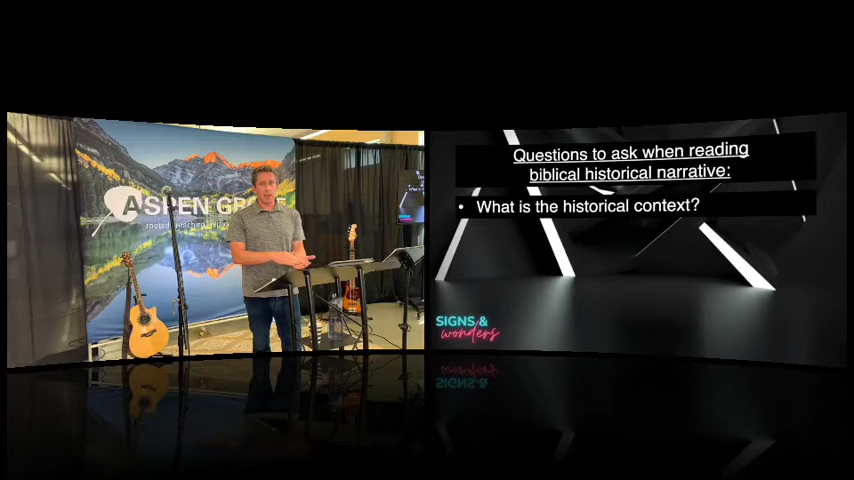 ASPEN GROVE
Questions to ask when reading
biblical historical narrative:
• What is the historical context?
SIGNS &
wonders